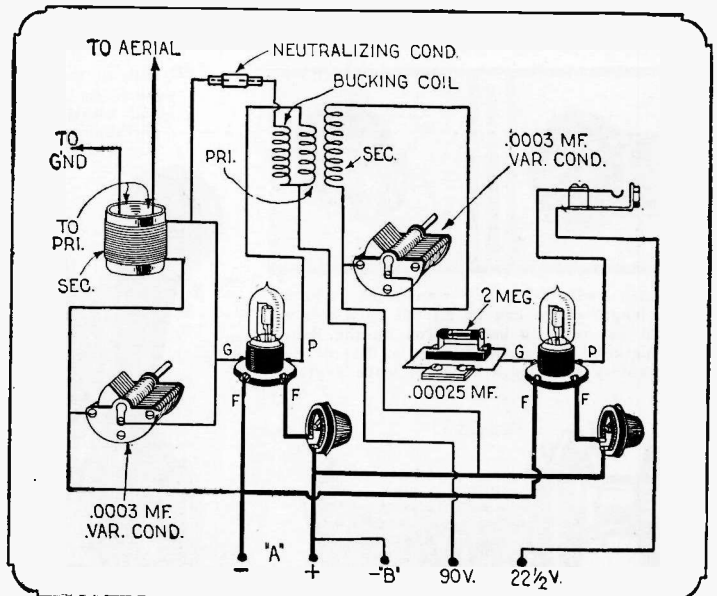 TO AERIAL
NEUTRALIZING COND.
BUCKING COIL
TO
G'ND
PRI.
SEC.
.0003 MF.
VAR. COND.
TO
PRI.
SEC.
2 MEG.
G
P
G
P
.00025 MF.
F
F
F
F
.0003 MF.
VAR. COND.
"A"
−
+
-"B"
90V.
22½V.